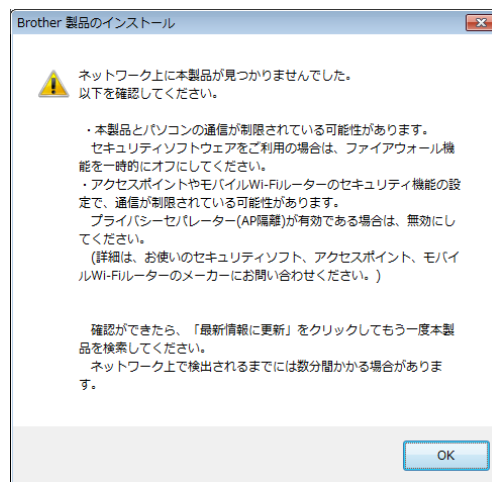 Brother 製品のインストール
ネットワーク上に本製品が見つかりませんでした。
以下を確認してください。
・本製品とパソコンの通信が制限されている可能性があります。
セキュリティソフトウェアをご利用の場合は、ファイアウォール機
能を一時的にオフにしてください。
・アクセスポイントやモバイルWi-Fiルーターのセキュリティ機能の設
定で、通信が制限されている可能性があります。
プライバシーセパレーター(AP隔離)が有効である場合は、無効にし
てください。
(詳細は、お使いのセキュリティソフト、アクセスポイント、モバイ
ルWi-Fiルーターのメーカーにお問い合わせください。)
確認ができたら、「最新情報に更新」をクリックしてもう一度本製
品を検索してください。
ネットワーク上で検出されるまでには数分間かかる場合がありま
す。
OK